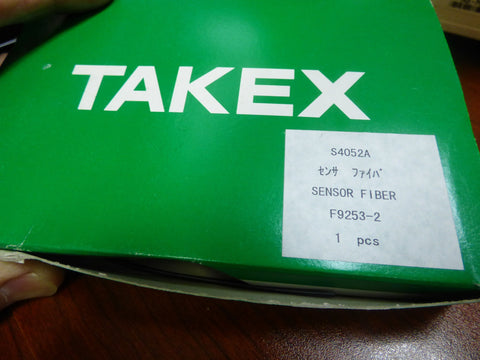 TAKEX
S4052A
ｾﾝｻ ﾌｧｲﾊﾞ
SENSOR FIBER
F9253-2
1 pcs